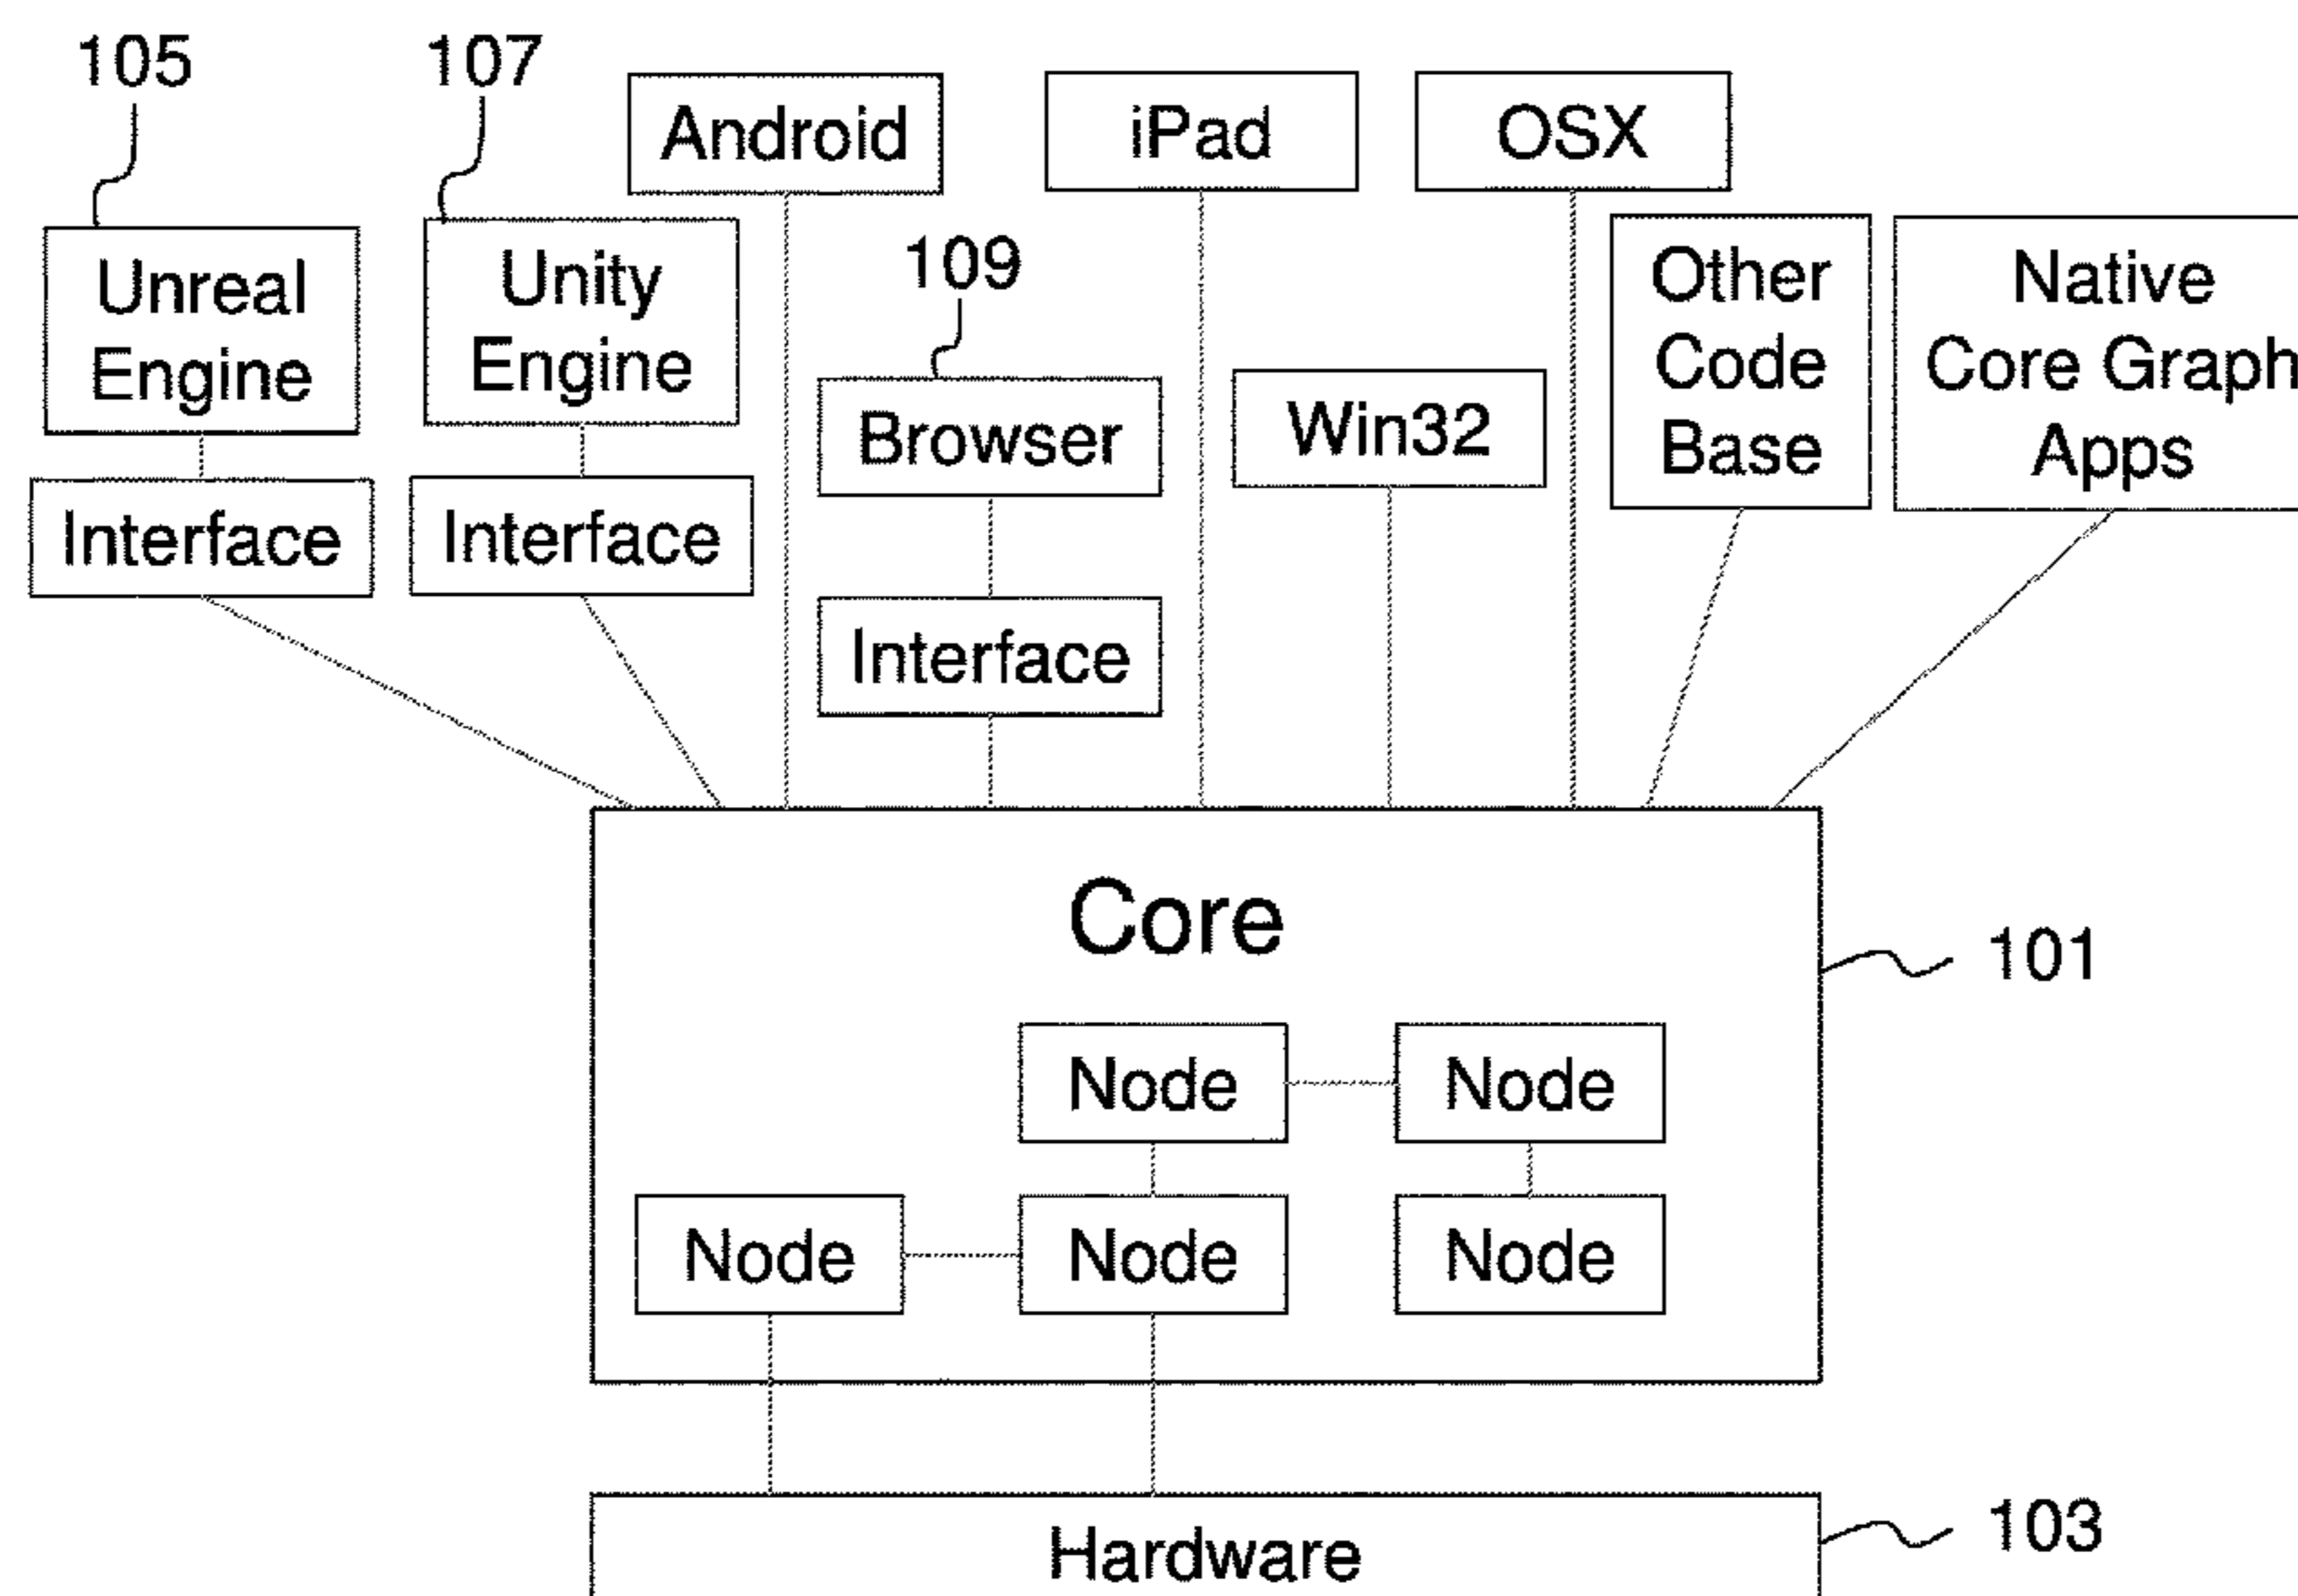 105
107
Android
iPad
OSX
Unreal
Engine
Unity
Engine
109
Other
Code
Base
Native
Core Graph
Apps
Browser
Win32
Interface
Interface
Interface
Core
101
Node
Node
Node
Node
Node
Hardware
103